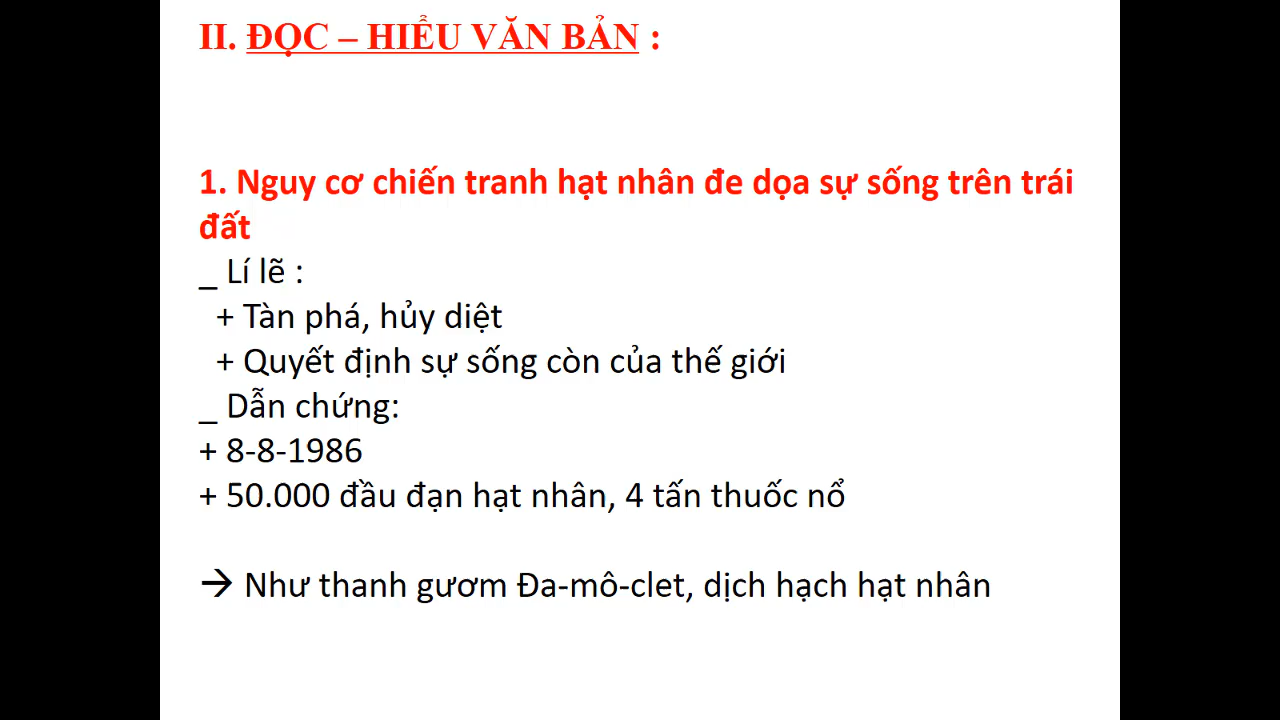 II. ĐỌC – HIỂU VĂN BẢN :
1. Nguy cơ chiến tranh hạt nhân đe dọa sự sống trên trái
đất
_ Lí lẽ :
+ Tàn phá, hủy diệt
+ Quyết định sự sống còn của thế giới
_ Dẫn chứng:
+ 8-8-1986
+ 50.000 đầu đạn hạt nhân, 4 tấn thuốc nổ
→ Như thanh gươm Đa-mô-clet, dịch hạch hạt nhân